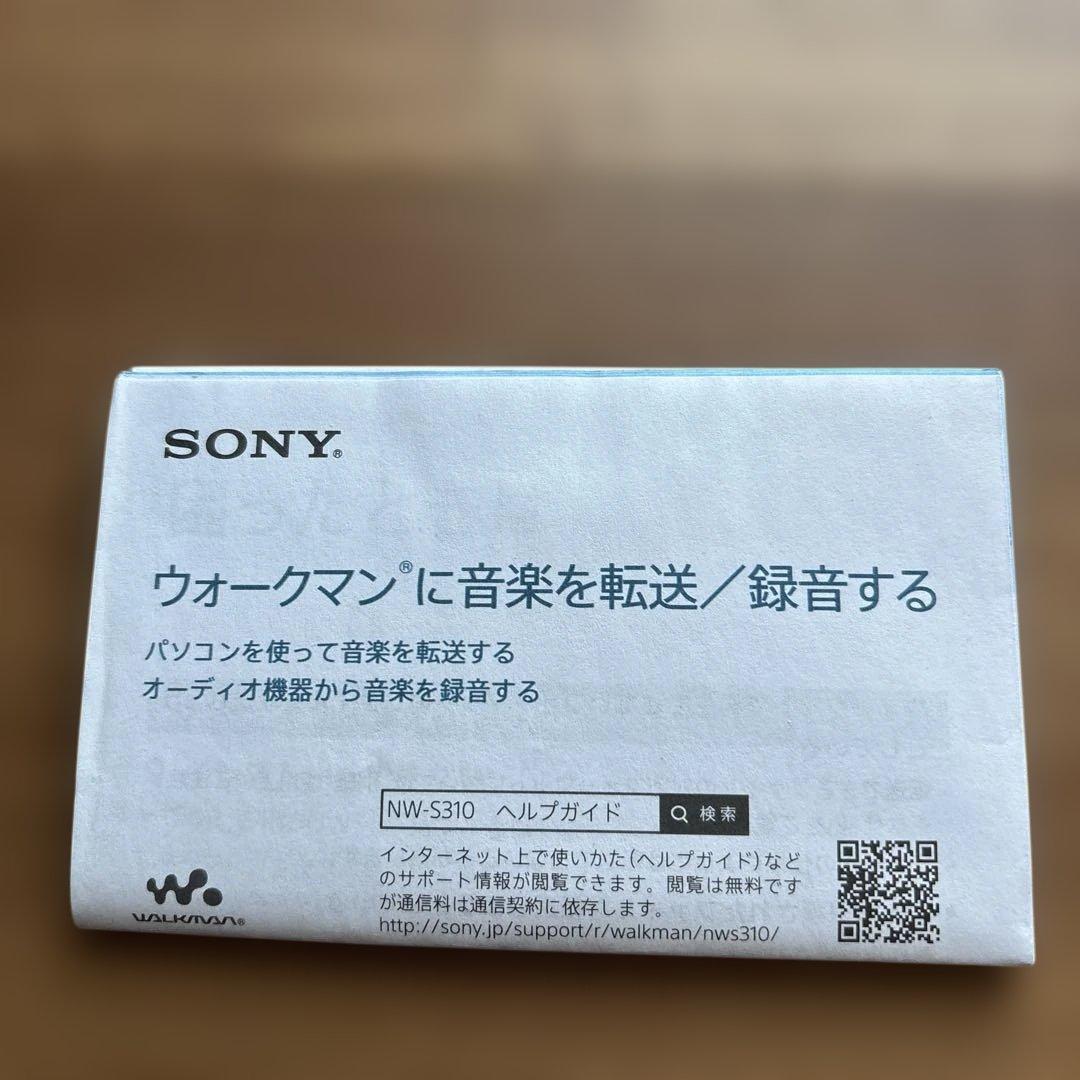 SONY®
ウォークマン®に音楽を転送／録音する
パソコンを使って音楽を転送する
オーディオ機器から音楽を録音する
NW-S310 ヘルプガイド 検索
インターネット上で使いかた(ヘルプガイド)など
のサポート情報が閲覧できます。閲覧は無料です
が通信料は通信契約に依存します。
http://sony.jp/support/r/walkman/nws310/
WALKMAN®